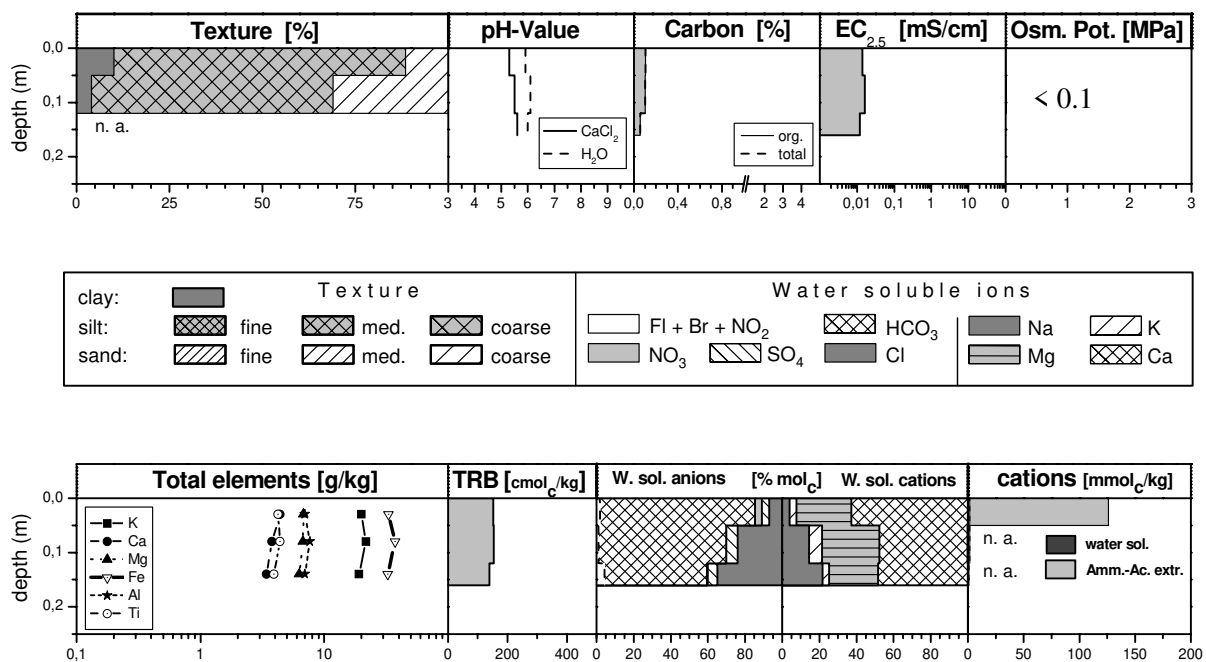 Texture [%] pH-Value Carbon [%] EC2.5 [mS/cm] Osm. Pot. [MPa]
depth (m)
0,0
0,1
0,2
n. a.
CaCl2
H2O
org.
total
< 0.1
0 25 50 75 3 4 5 6 7 8 9 0,0 0,4 0,8 2 3 4 0,01 0,1 1 10 0 1 2 3
Texture
clay:
silt: fine med. coarse
sand: fine med. coarse
Water soluble ions
Fl + Br + NO2 HCO3 Na K
NO3 SO4 Cl Mg Ca
Total elements [g/kg] TRB [cmolc/kg] W. sol. anions [% molc] W. sol. cations cations [mmolc/kg]
depth (m)
0,0
0,1
0,2
K
Ca
Mg
Fe
Al
Ti
n. a.
n. a.
water sol.
Amm.-Ac. extr.
0,1 1 10 0 200 400 100 80 60 40 20 0 20 40 60 80 0 50 100 150 200